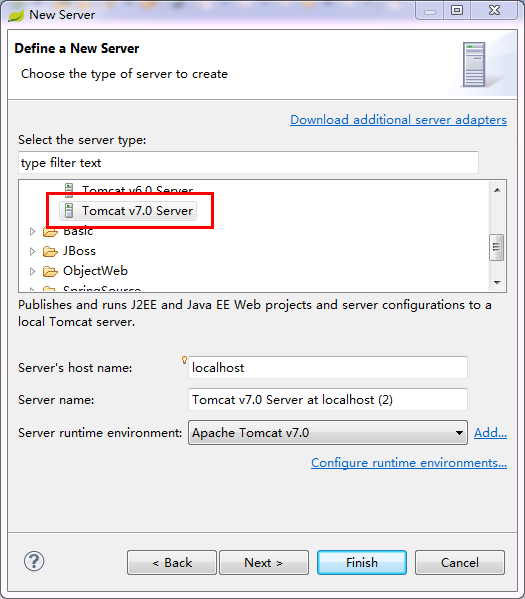 New Server
Define a New Server
Choose the type of server to create
Download additional server adapters
Select the server type:
type filter text
Tomcat v6.0 Server
Tomcat v7.0 Server
Basic
JBoss
ObjectWeb
SpringSource
Publishes and runs J2EE and Java EE Web projects and server configurations to a
local Tomcat server.
Server's host name: localhost
Server name: Tomcat v7.0 Server at localhost (2)
Server runtime environment: Apache Tomcat v7.0 Add...
Configure runtime environments...
? < Back Next > Finish Cancel